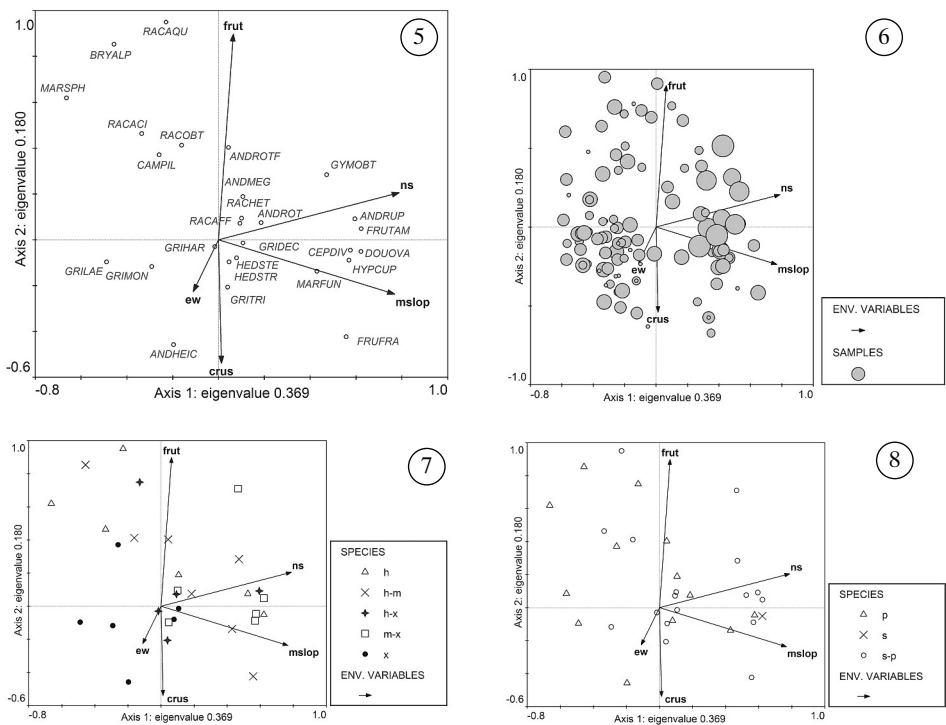 1.0
frut
5
RACAQU
BRYALP
MARSPH
RACACI
RACOBT
CAMPIL
ANDROTF
GYMOBT
ANDMEG
ns
RACHET
RACAFF
ANDROT
ANDRUP
FRUTAM
GRIHAR
GRIDEC
CEPDIV
DOUOVA
GRILAE
GRIMON
HEDSTE
HYPCUP
HEDSTR
MARFUN
ew
GRITRI
mslop
ANDHEIC
FRUFRA
crus
-0.6
-0.8
1.0
Axis 1: eigenvalue 0.369
Axis 2: eigenvalue 0.180
6
1.0
frut
ns
ew
mslop
crus
-1.0
-0.8
1.0
Axis 1: eigenvalue 0.369
Axis 2: eigenvalue 0.180
ENV. VARIABLES
SAMPLES
7
1.0
frut
ns
ew
mslop
crus
-0.6
-0.8
1.0
Axis 1: eigenvalue 0.369
Axis 2: eigenvalue 0.180
SPECIES
h
h-m
h-x
m-x
x
ENV. VARIABLES
8
1.0
frut
ns
ew
mslop
crus
-0.6
-0.8
1.0
Axis 1: eigenvalue 0.369
Axis 2: eigenvalue 0.180
SPECIES
p
s
s-p
ENV. VARIABLES